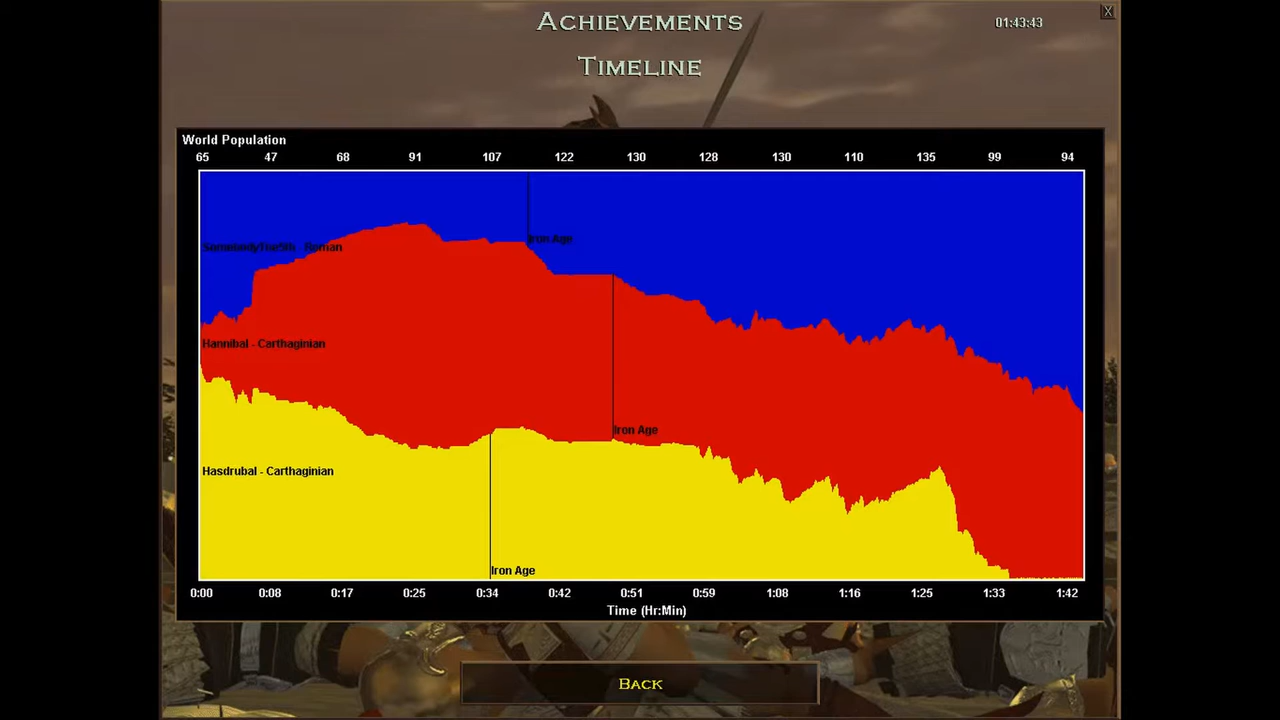 ACHIEVEMENTS
01:43:43
X
TIMELINE
World Population
65 47 68 91 107 122 130 128 130 110 135 99 94
Iron Age
SomebodyThe5th - Roman
Hannibal - Carthaginian
Iron Age
Hasdrubal - Carthaginian
Iron Age
0:00 0:08 0:17 0:25 0:34 0:42 0:51 0:59 1:08 1:16 1:25 1:33 1:42
Time (Hr:Min)
BACK